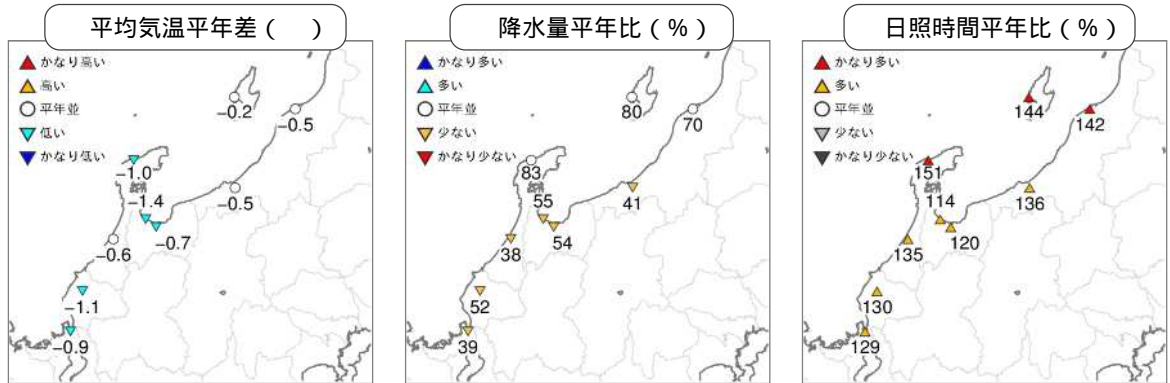 平均気温平年差（　）
かなり高い
高い
平年並
低い
かなり低い
-0.2
-0.5
-1.0
-1.4
-0.5
-0.7
-0.6
-1.1
-0.9
降水量平年比（％）
かなり多い
多い
平年並
少ない
かなり少ない
80
70
83
55
41
54
38
52
39
日照時間平年比（％）
かなり多い
多い
平年並
少ない
かなり少ない
144
142
151
114
136
120
135
130
129